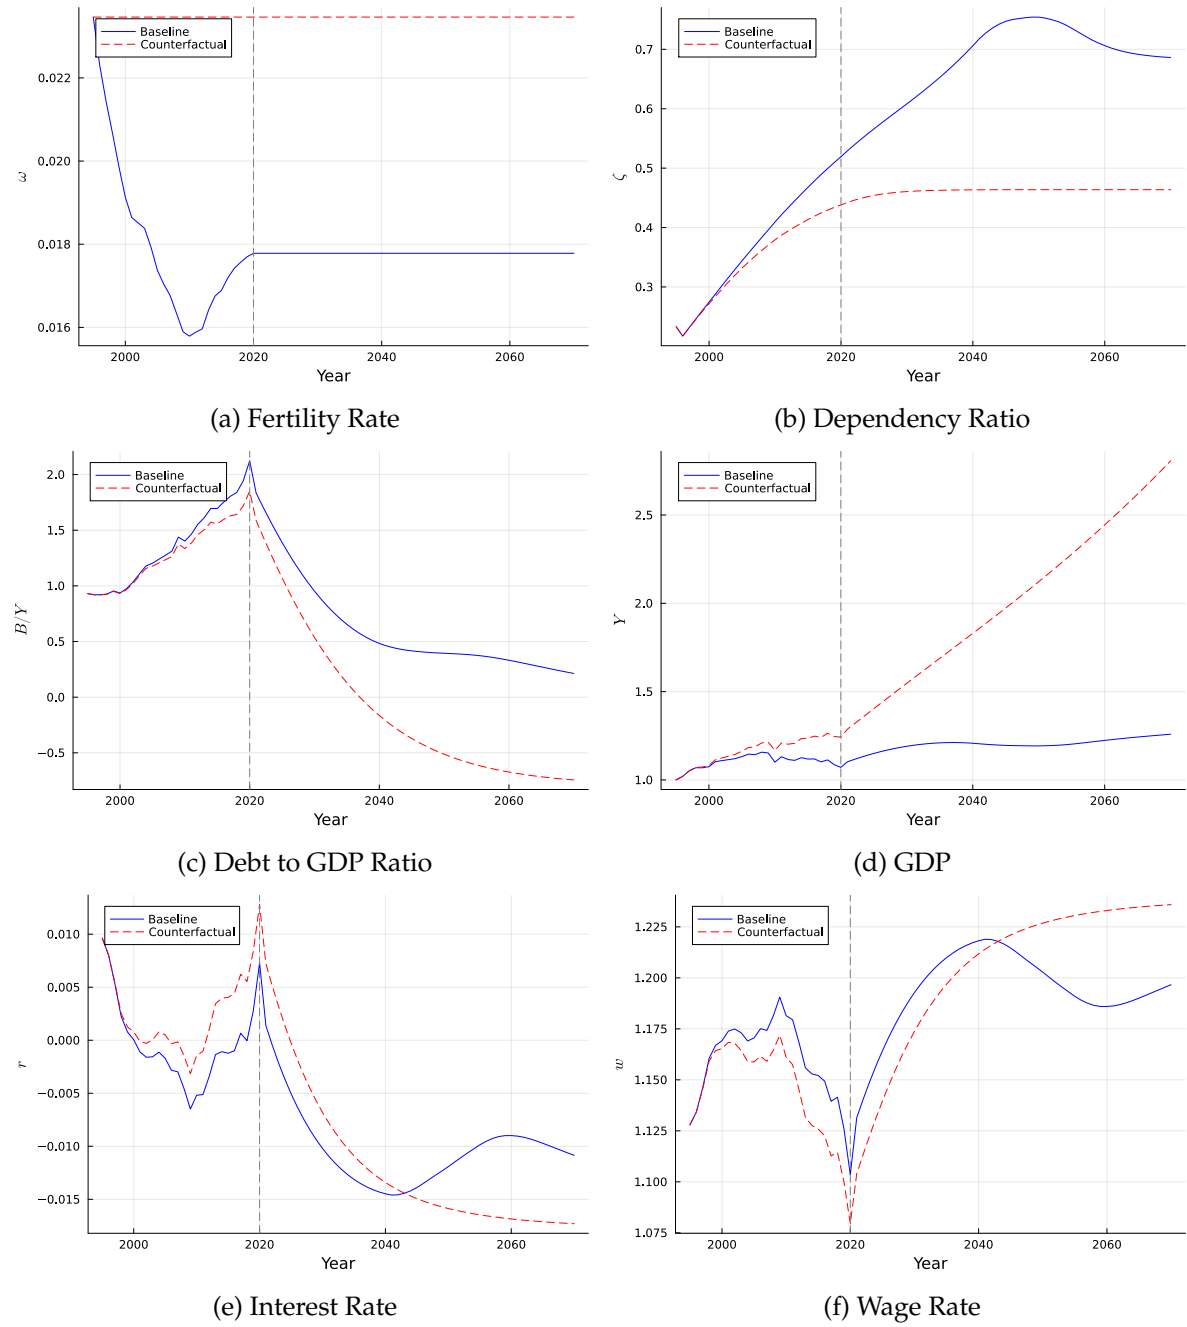 Baseline
Counterfactual
0.022
0.020
0.018
0.016
ω
2000
2020
2040
2060
Year
(a) Fertility Rate
Baseline
Counterfactual
0.7
0.6
0.5
0.4
0.3
ζ
2000
2020
2040
2060
Year
(b) Dependency Ratio
Baseline
Counterfactual
2.0
1.5
1.0
0.5
0.0
−0.5
B/Y
2000
2020
2040
2060
Year
(c) Debt to GDP Ratio
Baseline
Counterfactual
2.5
2.0
1.5
1.0
Y
2000
2020
2040
2060
Year
(d) GDP
Baseline
Counterfactual
0.010
0.005
0.000
−0.005
−0.010
−0.015
r
2000
2020
2040
2060
Year
(e) Interest Rate
Baseline
Counterfactual
1.225
1.200
1.175
1.150
1.125
1.100
1.075
w
2000
2020
2040
2060
Year
(f) Wage Rate